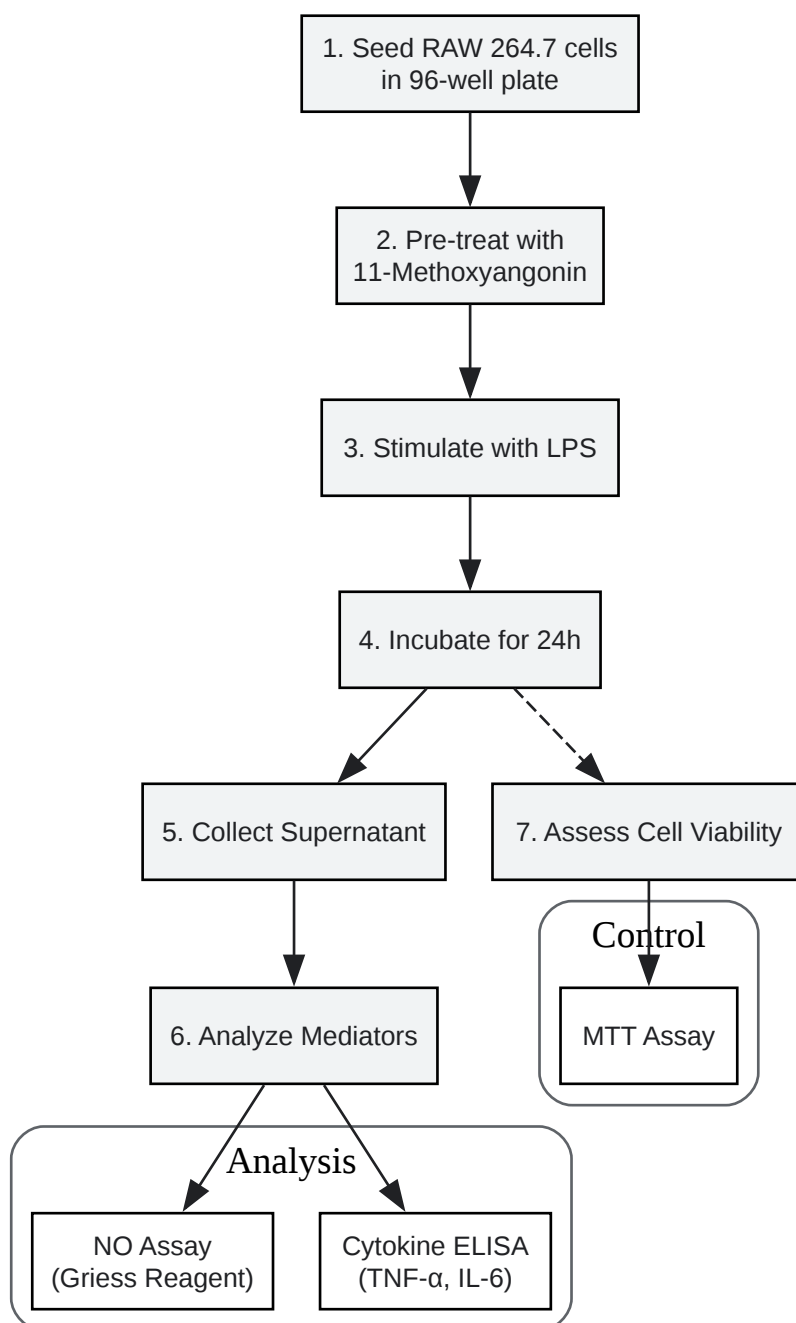 1. Seed RAW 264.7 cells
in 96-well plate
2. Pre-treat with
11-Methoxyangonin
3. Stimulate with LPS
4. Incubate for 24h
5. Collect Supernatant
7. Assess Cell Viability
Control
6. Analyze Mediators
MTT Assay
Analysis
NO Assay
(Griess Reagent)
Cytokine ELISA
(TNF-α, IL-6)